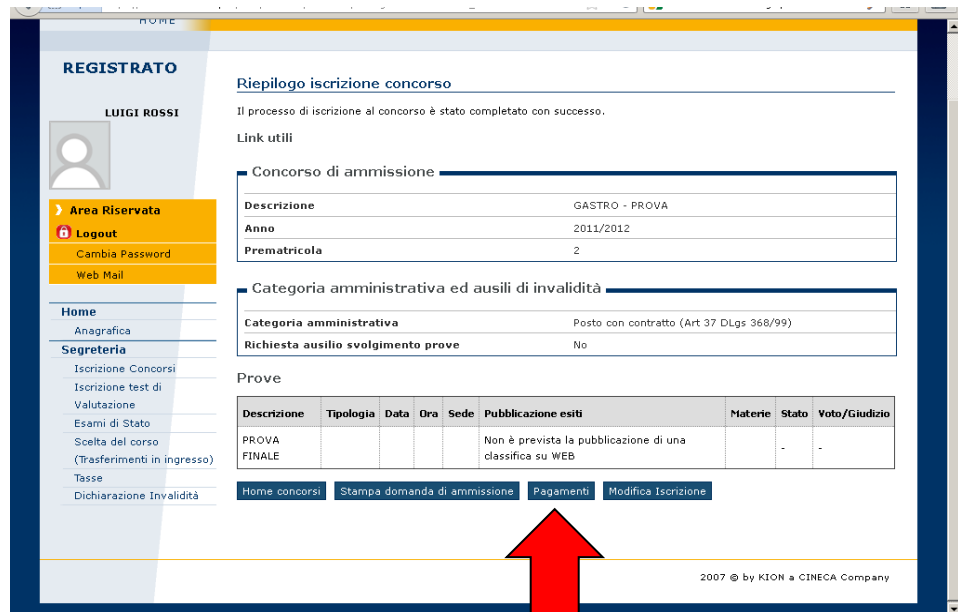 HOME
REGISTRATO
LUIGI ROSSI
Area Riservata
Logout
Cambia Password
Web Mail
Home
Anagrafica
Segreteria
Iscrizione Concorsi
Iscrizione test di
Valutazione
Esami di Stato
Scelta del corso
(Trasferimenti in ingresso)
Tasse
Dichiarazione Invalidità
Riepilogo iscrizione concorso
Il processo di iscrizione al concorso è stato completato con successo.
Link utili
Concorso di ammissione
Descrizione GASTRO - PROVA
Anno 2011/2012
Prematricola 2
Categoria amministrativa ed ausili di invalidità
Categoria amministrativa Posto con contratto (Art 37 DLgs 368/99)
Richiesta ausilio svolgimento prove No
Prove
Descrizione Tipologia Data Ora Sede Pubblicazione esiti Materie Stato Voto/Giudizio
PROVA Non è prevista la pubblicazione di una
FINALE classifica su WEB - -
Home concorsi Stampa domanda di ammissione Pagamenti Modifica Iscrizione
2007 © by KION a CINECA Company